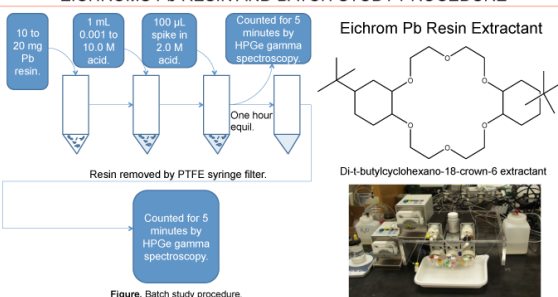 10 to
20 mg
Pb
resin.
1 mL
0.001 to
10.0 M
acid.
100 µL
spike in
2.0 M
acid.
Counted for 5
minutes by
HPGe gamma
spectroscopy.
One hour
equil.
Resin removed by PTFE syringe filter.
Counted for 5
minutes by
HPGe gamma
spectroscopy.
Figure. Batch study procedure.
Eichrom Pb Resin Extractant
O
O
O
O
O
O
Di-t-butylcyclohexano-18-crown-6 extractant